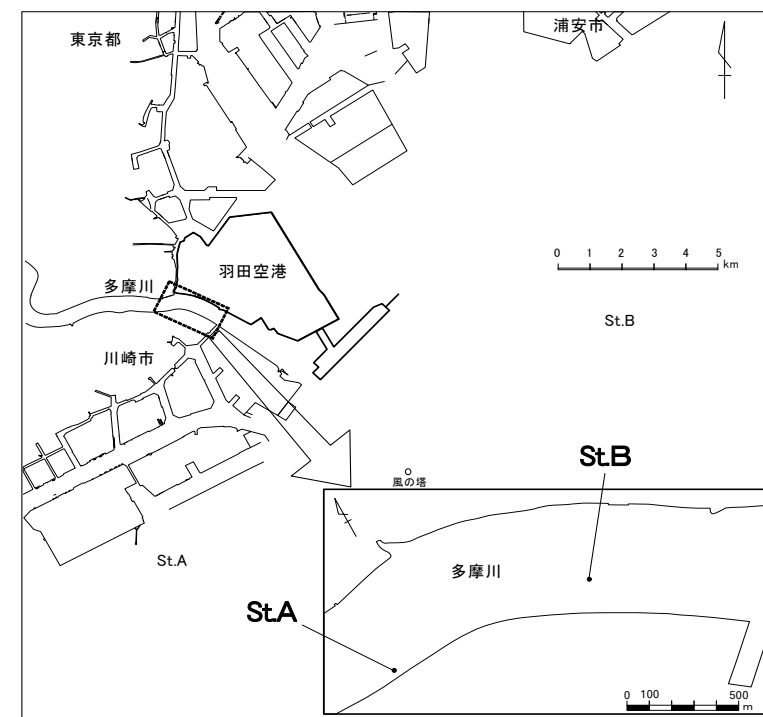 東京都
浦安市
羽田空港
0 1 2 3 4 5
km
多摩川
St.B
川崎市
風の塔
St.B
St.A
多摩川
St.A
0 100 500
m